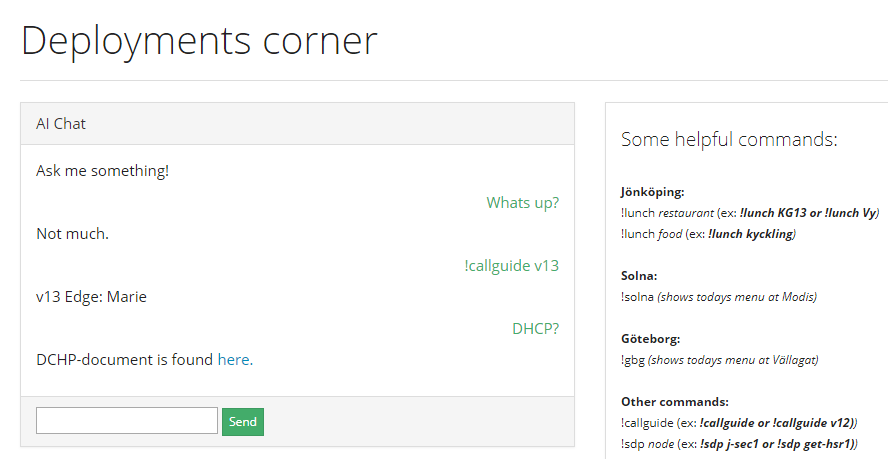 Deployments corner
AI Chat
Ask me something!
Whats up?
Not much.
!callguide v13
v13 Edge: Marie
DHCP?
DCHP-document is found here.
Send
Some helpful commands:
Jönköping:
!lunch restaurant (ex: !lunch KG13 or !lunch Vy)
!lunch food (ex: !lunch kyckling)
Solna:
!solna (shows todays menu at Modis)
Göteborg:
!gbg (shows todays menu at Vällagat)
Other commands:
!callguide (ex: !callguide or !callguide v12))
!sdp node (ex: !sdp j-sec1 or !sdp get-hsr1))